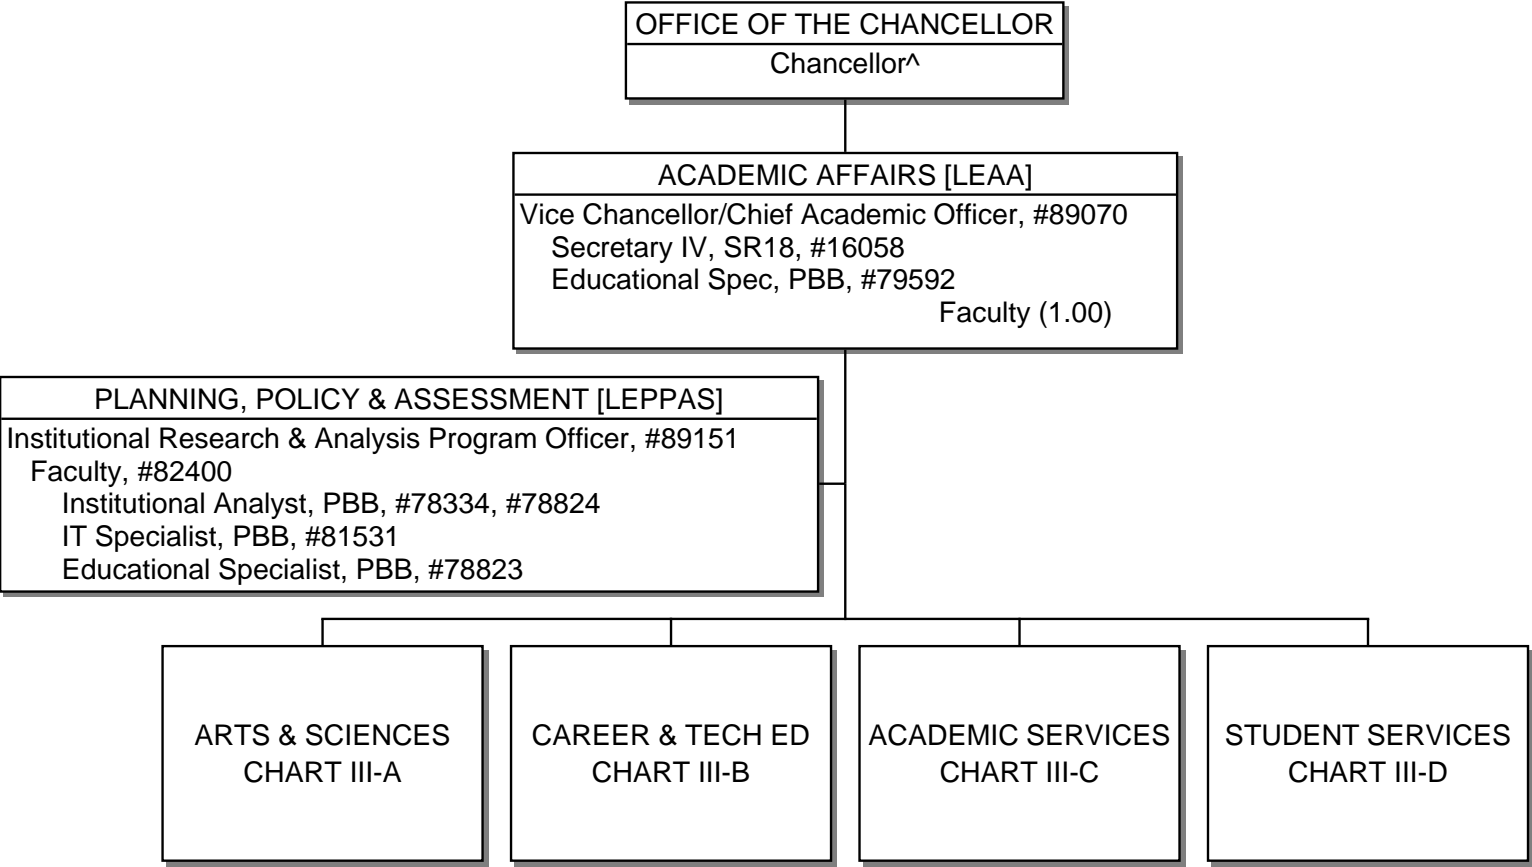 OFFICE OF THE CHANCELLOR
Chancellor^
ACADEMIC AFFAIRS [LEAA]
Vice Chancellor/Chief Academic Officer, #89070
Secretary IV, SR18, #16058
Educational Spec, PBB, #79592
Faculty (1.00)
PLANNING, POLICY & ASSESSMENT [LEPPAS]
Institutional Research & Analysis Program Officer, #89151
Faculty, #82400
Institutional Analyst, PBB, #78334, #78824
IT Specialist, PBB, #81531
Educational Specialist, PBB, #78823
ARTS & SCIENCES
CHART III-A
CAREER & TECH ED
CHART III-B
ACADEMIC SERVICES
CHART III-C
STUDENT SERVICES
CHART III-D